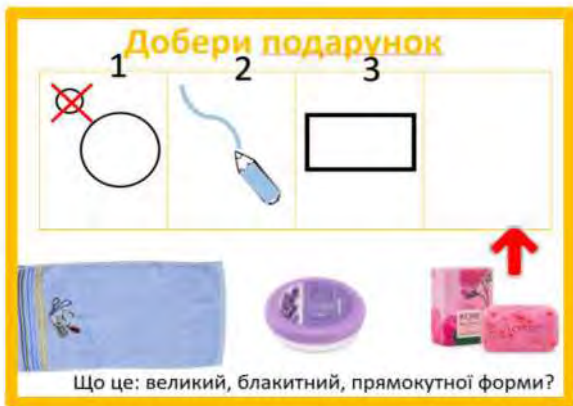 Добери подарунок
1 2 3
Що це: великий, блакитний, прямокутної форми?